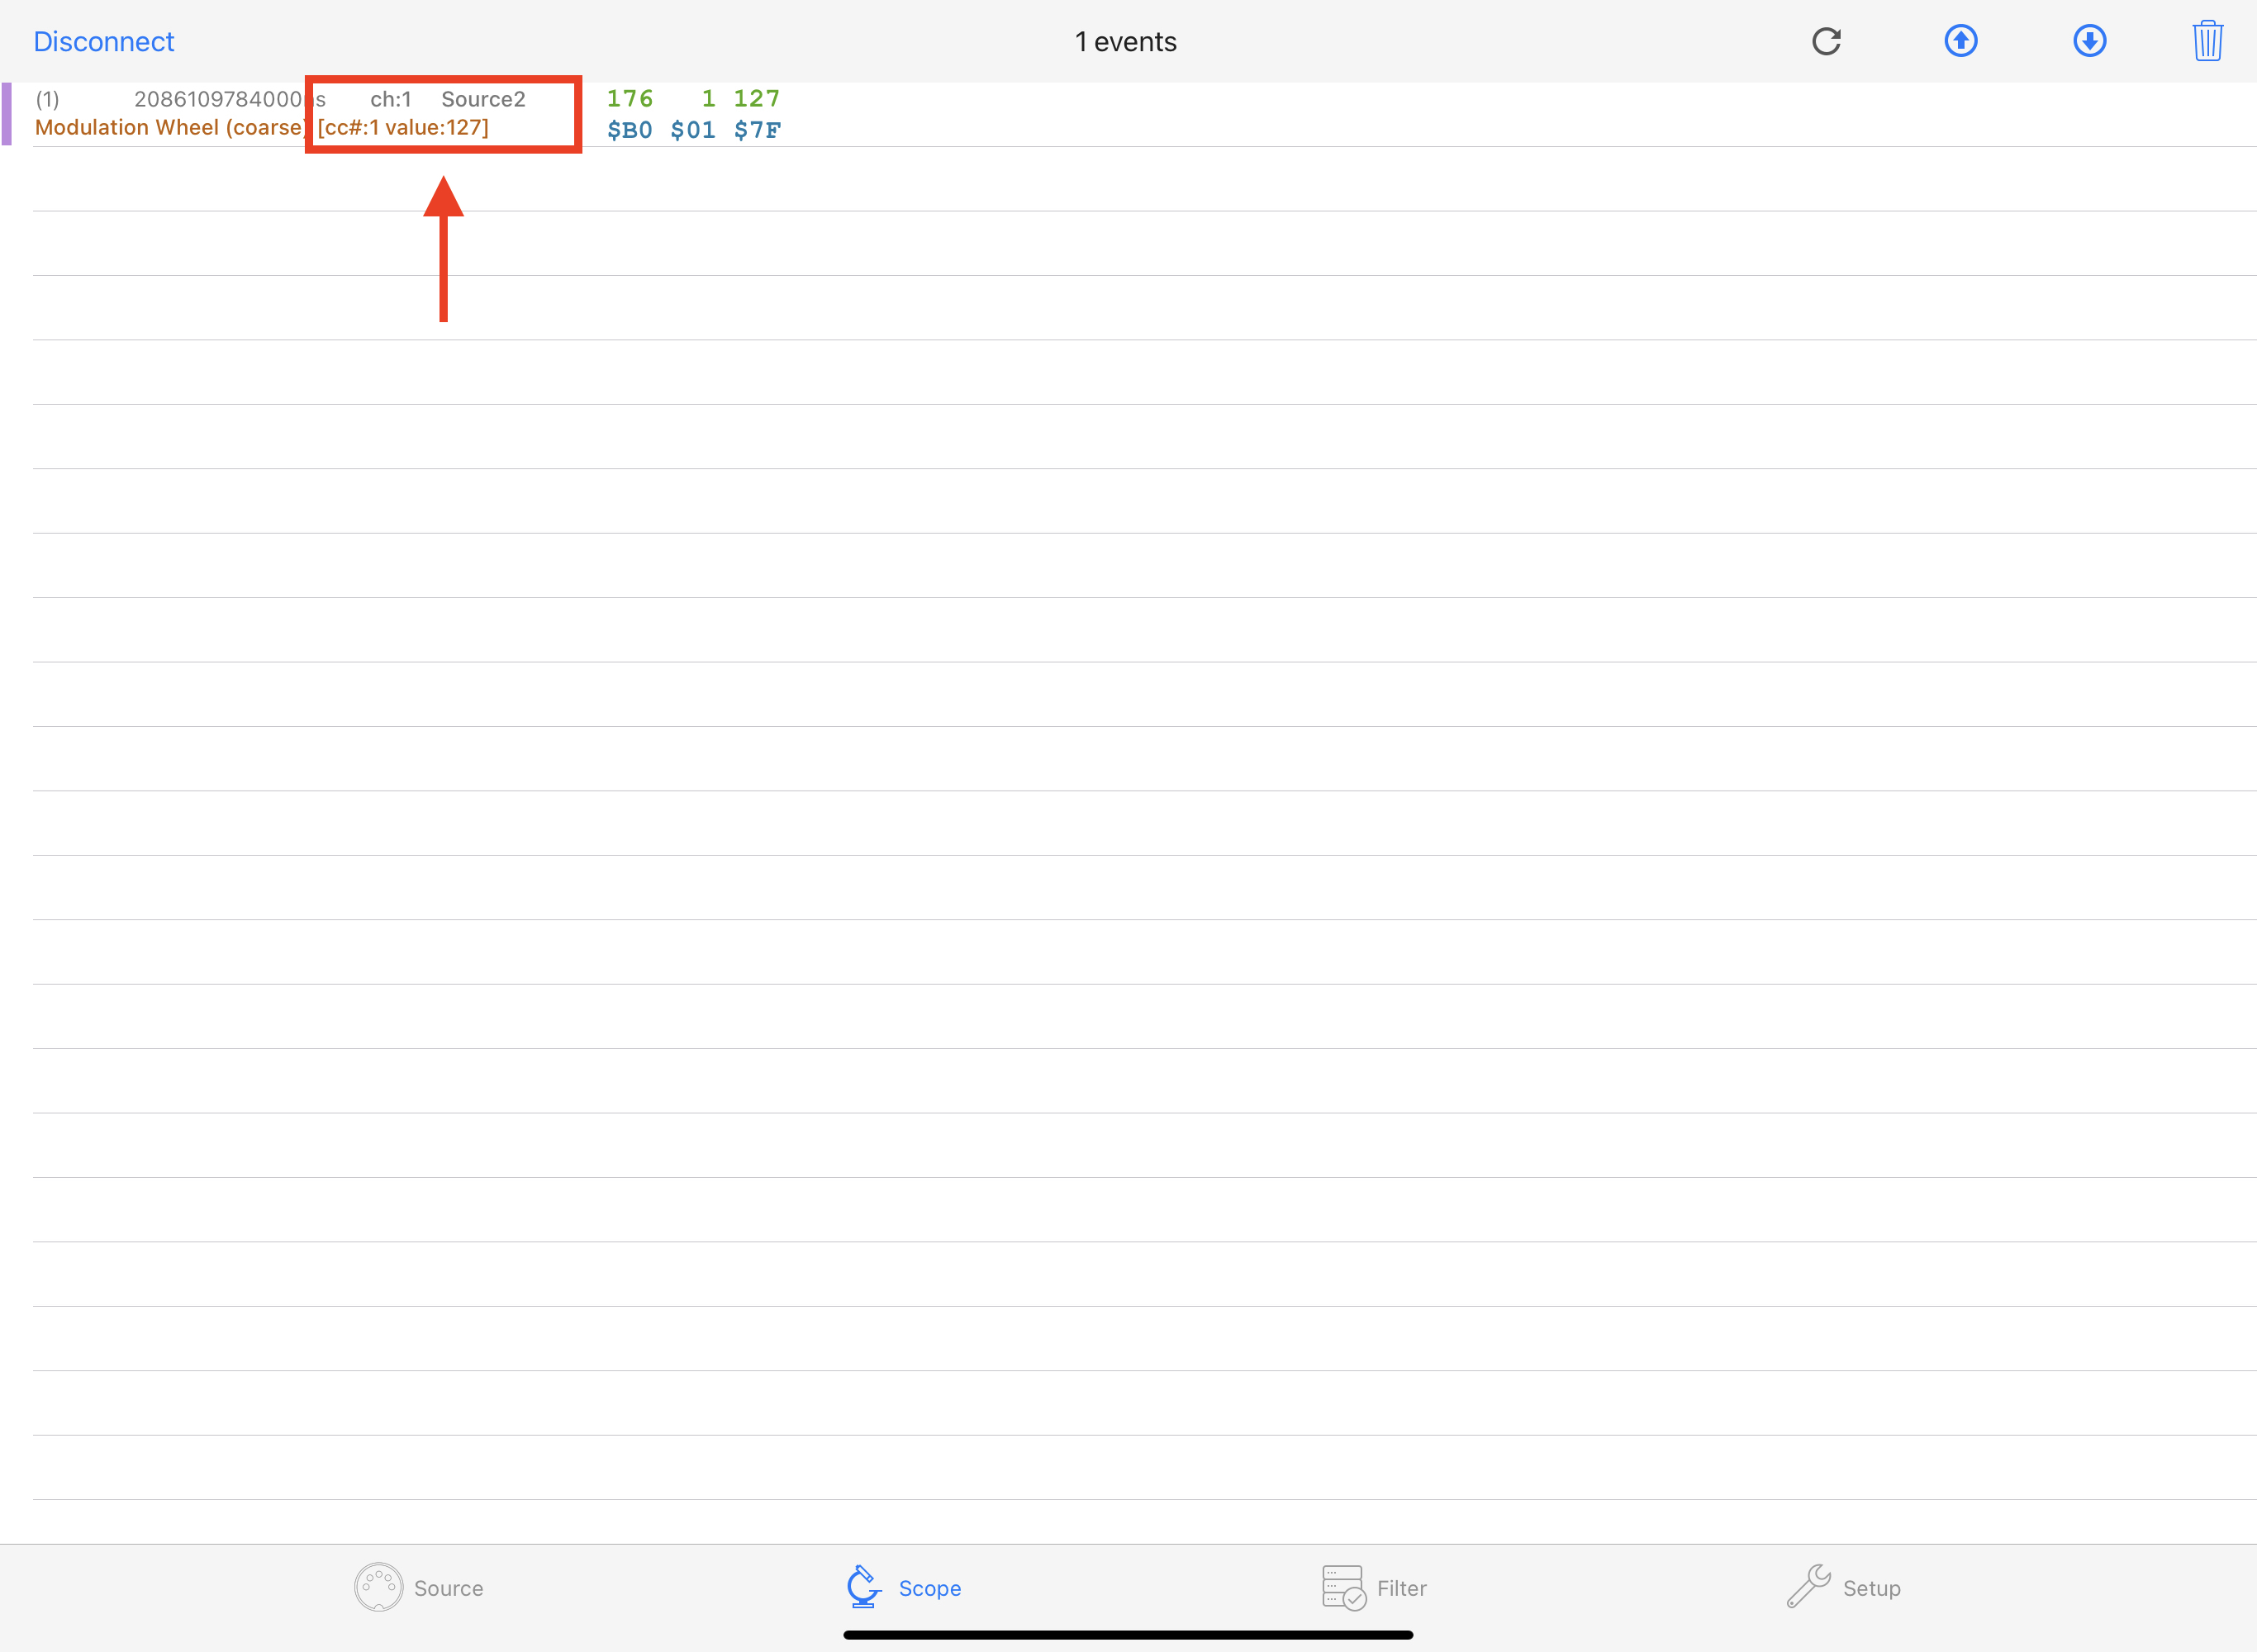 Disconnect 1 events
(1) 2086109784000ns ch:1 Source2 176 1 127
Modulation Wheel (coarse) [cc#:1 value:127] $B0 $01 $7F
Source Scope Filter Setup